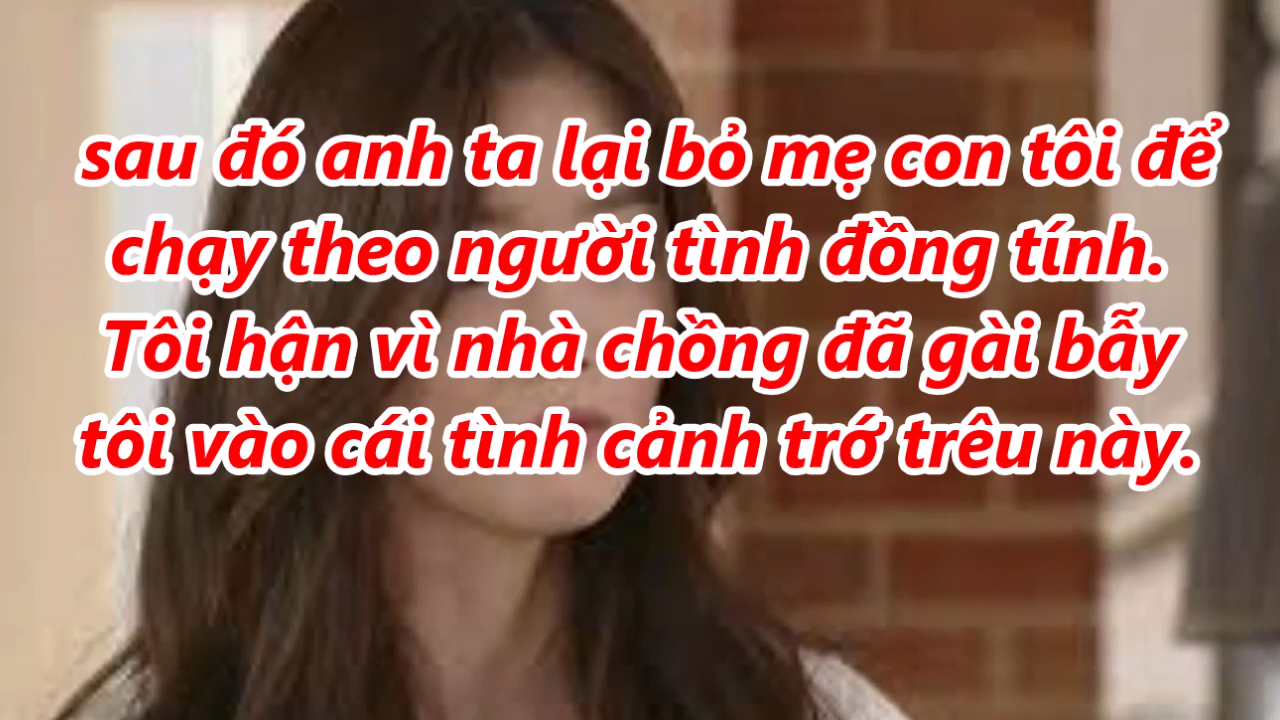 sau đó anh ta lại bỏ mẹ con tôi để
chạy theo người tình đồng tính.
Tôi hận vì nhà chồng đã gài bẫy
tôi vào cái tình cảnh trớ trêu này.